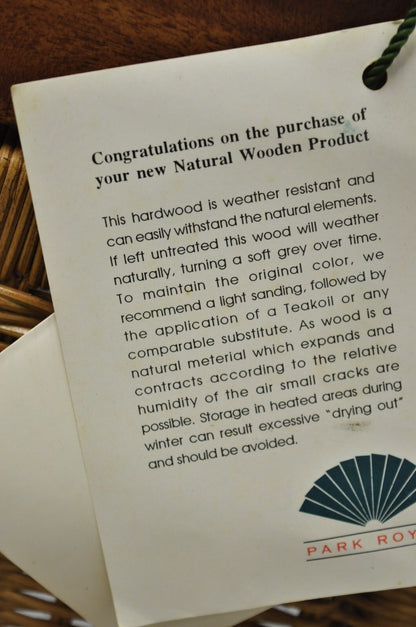 Congratulations on the purchase of
your new Natural Wooden Product
This hardwood is weather resistant and
can easily withstand the natural elements.
If left untreated this wood will weather
naturally, turning a soft grey over time.
To maintain the original color, we
recommend a light sanding, followed by
the application of a Teakoil or any
comparable substitute. As wood is a
natural meterial which expands and
contracts according to the relative
humidity of the air small cracks are
possible. Storage in heated areas during
winter can result excessive "drying out"
and should be avoided.
PARK ROY